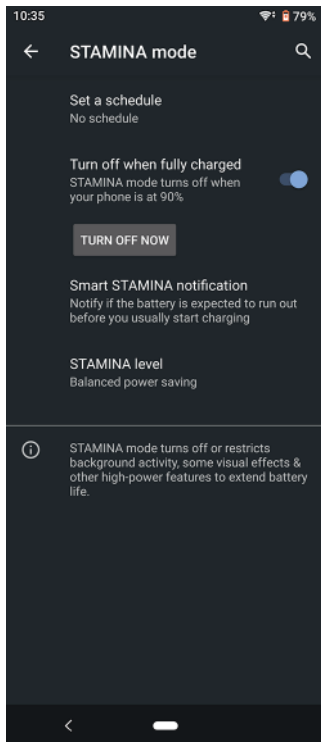 10:35
79%
STAMINA mode
Set a schedule
No schedule
Turn off when fully charged
STAMINA mode turns off when
your phone is at 90%
TURN OFF NOW
Smart STAMINA notification
Notify if the battery is expected to run out
before you usually start charging
STAMINA level
Balanced power saving
STAMINA mode turns off or restricts
background activity, some visual effects &
other high-power features to extend battery
life.